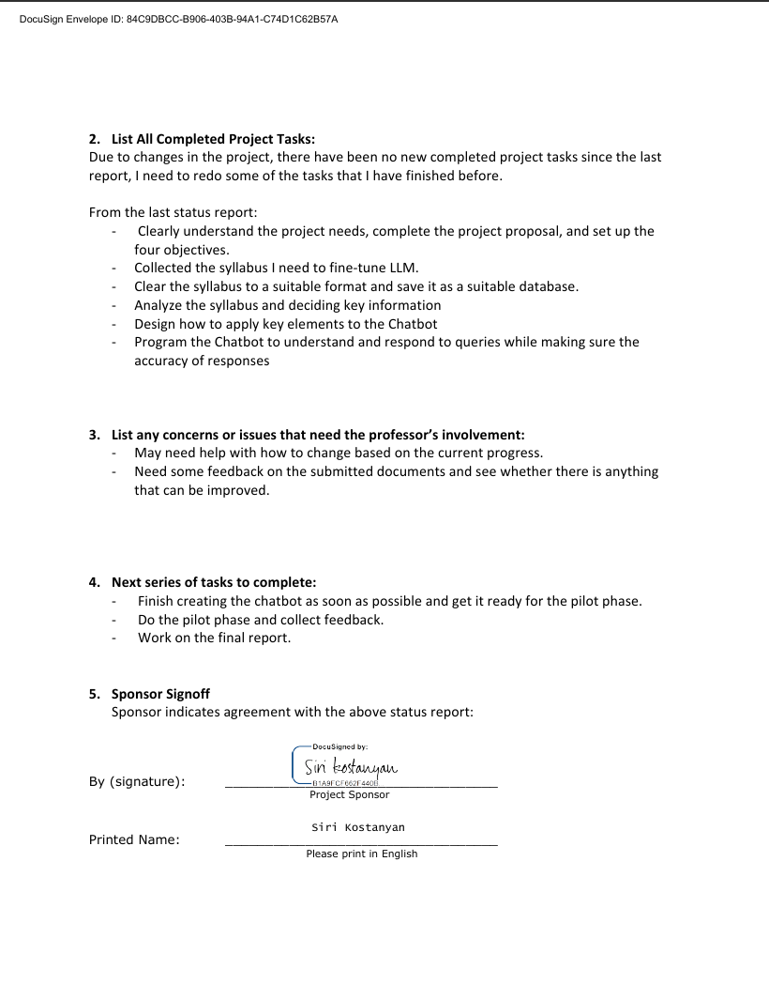 DocuSign Envelope ID: 84C9DBCC-B906-403B-94A1-C74D1C62B57A
2. List All Completed Project Tasks:
Due to changes in the project, there have been no new completed project tasks since the last
report, I need to redo some of the tasks that I have finished before.
From the last status report:
- Clearly understand the project needs, complete the project proposal, and set up the
four objectives.
- Collected the syllabus I need to fine-tune LLM.
- Clear the syllabus to a suitable format and save it as a suitable database.
- Analyze the syllabus and deciding key information
- Design how to apply key elements to the Chatbot
- Program the Chatbot to understand and respond to queries while making sure the
accuracy of responses
3. List any concerns or issues that need the professor’s involvement:
- May need help with how to change based on the current progress.
- Need some feedback on the submitted documents and see whether there is anything
that can be improved.
4. Next series of tasks to complete:
- Finish creating the chatbot as soon as possible and get it ready for the pilot phase.
- Do the pilot phase and collect feedback.
- Work on the final report.
5. Sponsor Signoff
Sponsor indicates agreement with the above status report:
DocuSigned by:
Siri kostanyan
By (signature):
B1A9FCF662F440B...
Project Sponsor
Siri Kostanyan
Printed Name:
Please print in English